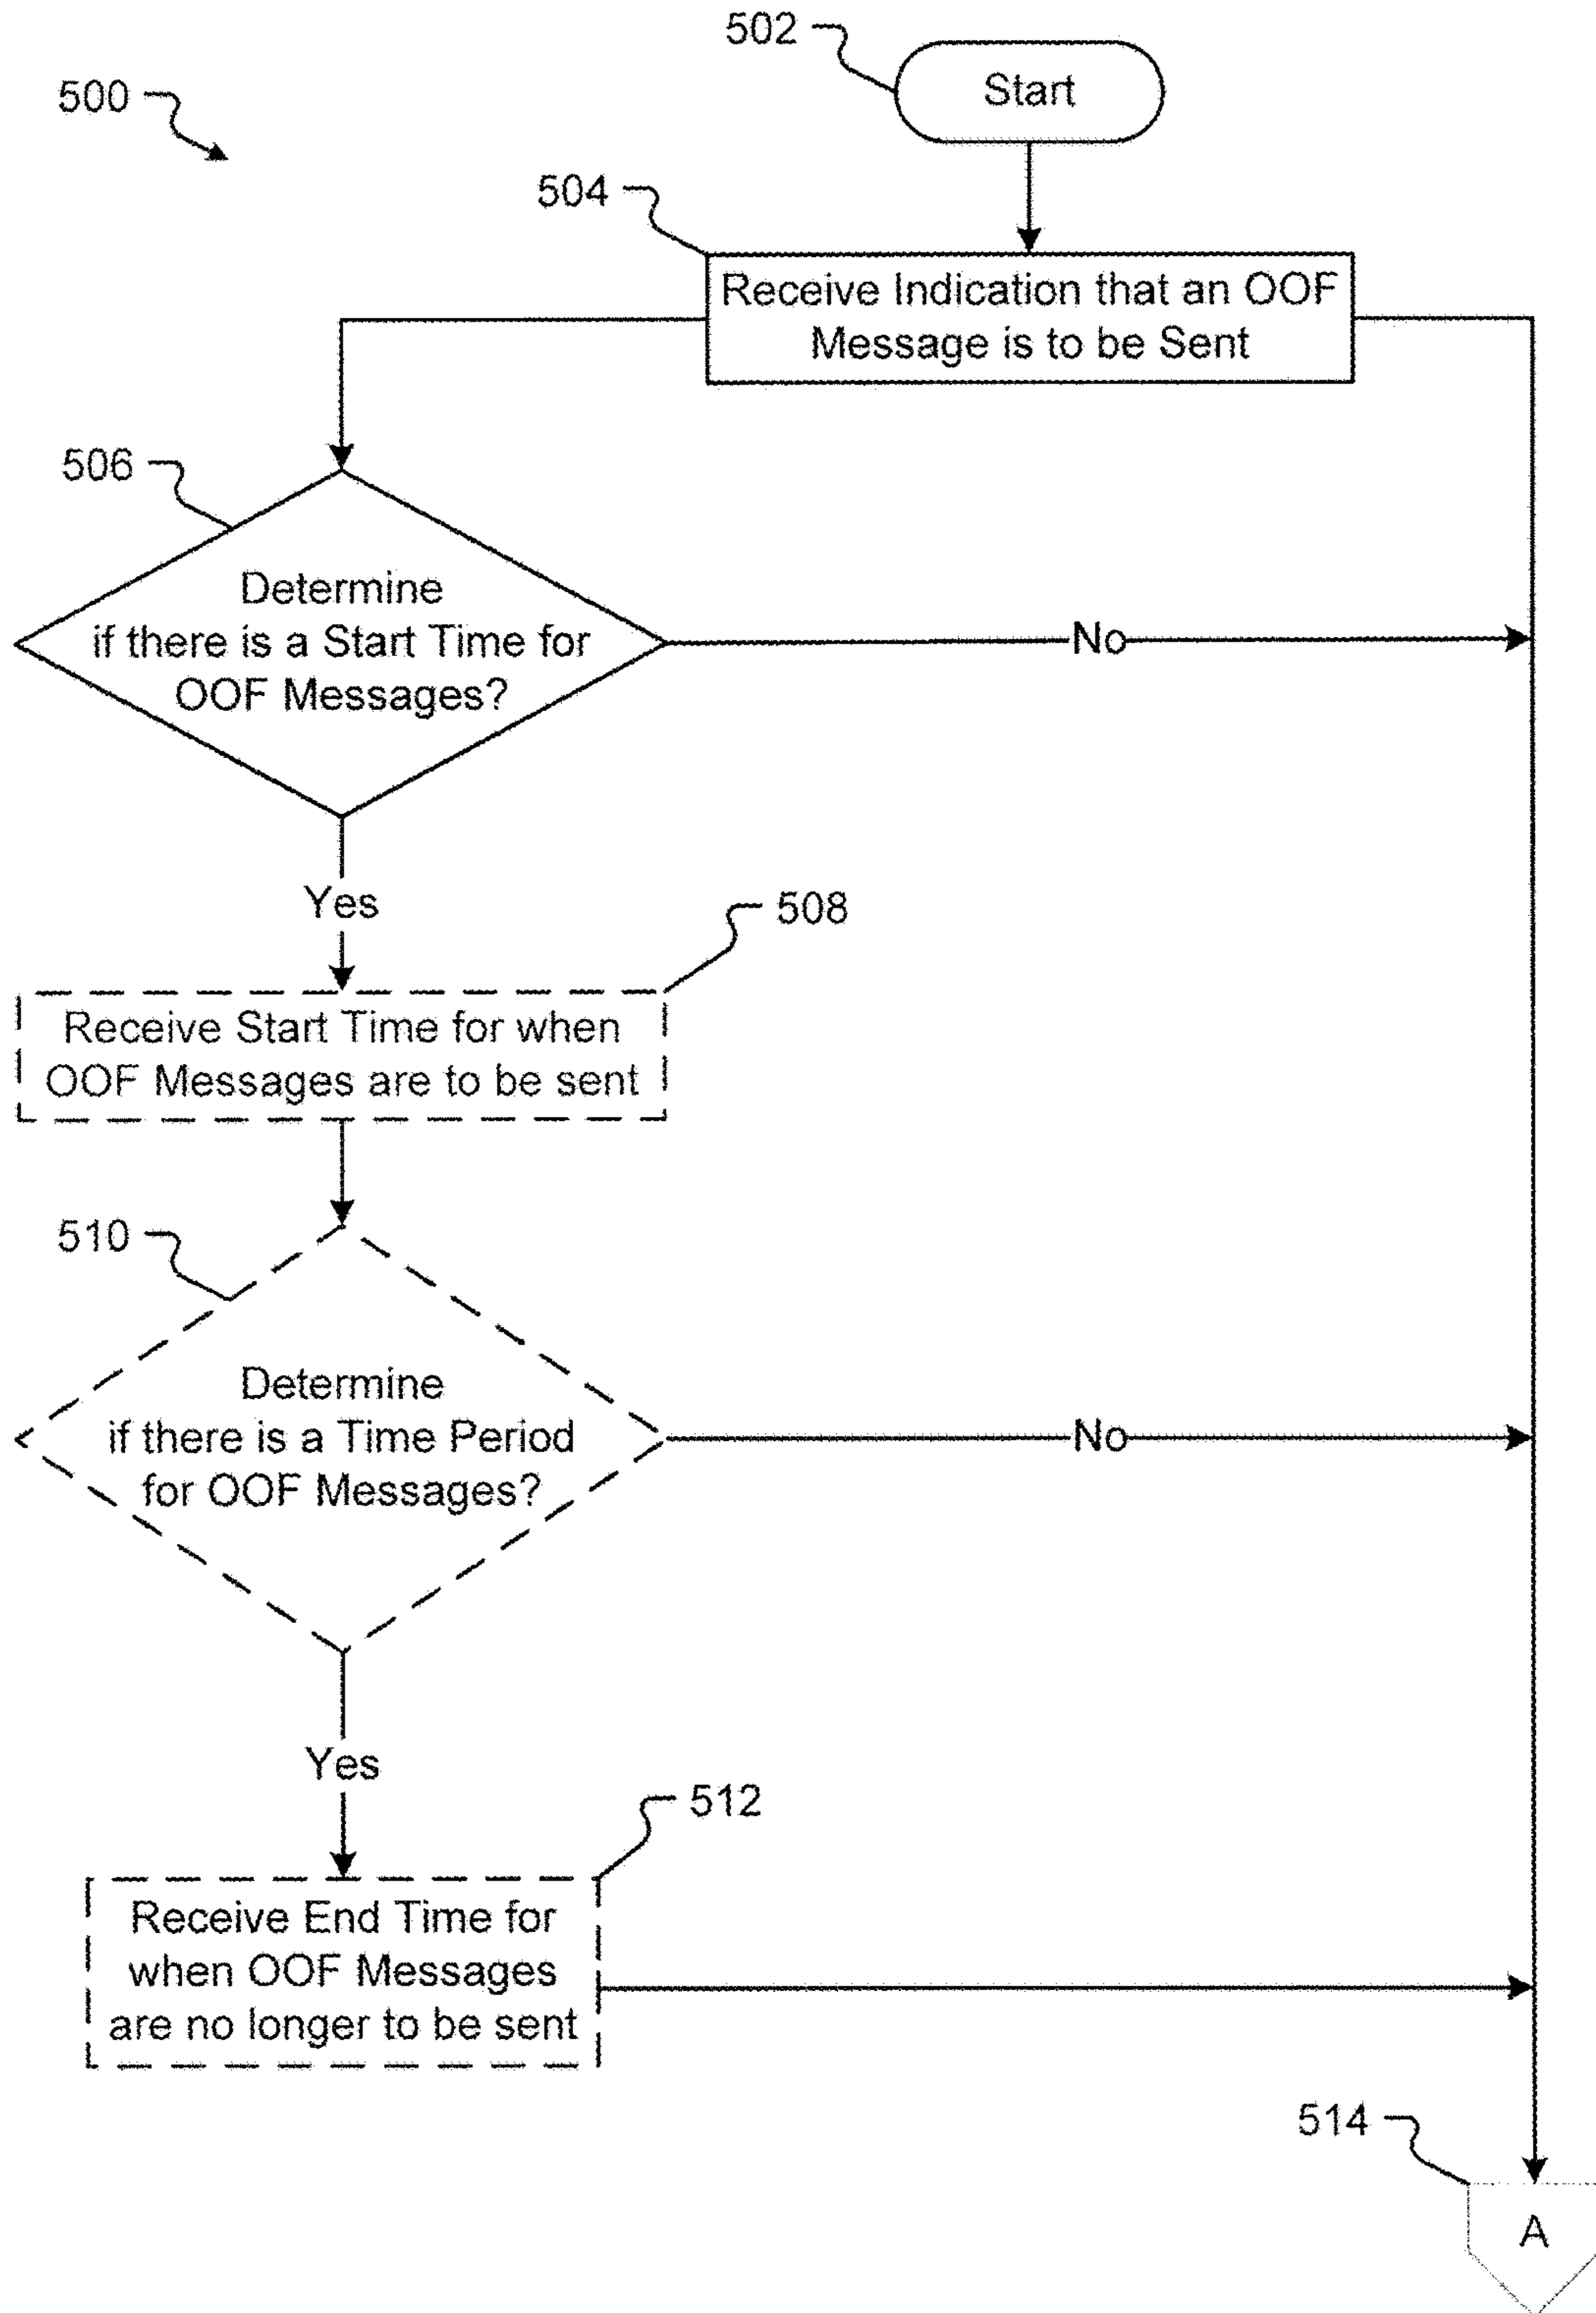 502
Start
500
504
Receive Indication that an OOF
Message is to be Sent
506
Determine
if there is a Start Time for
OOF Messages?
No
Yes
508
Receive Start Time for when
OOF Messages are to be sent
510
Determine
if there is a Time Period
for OOF Messages?
No
Yes
512
Receive End Time for
when OOF Messages
are no longer to be sent
514
A